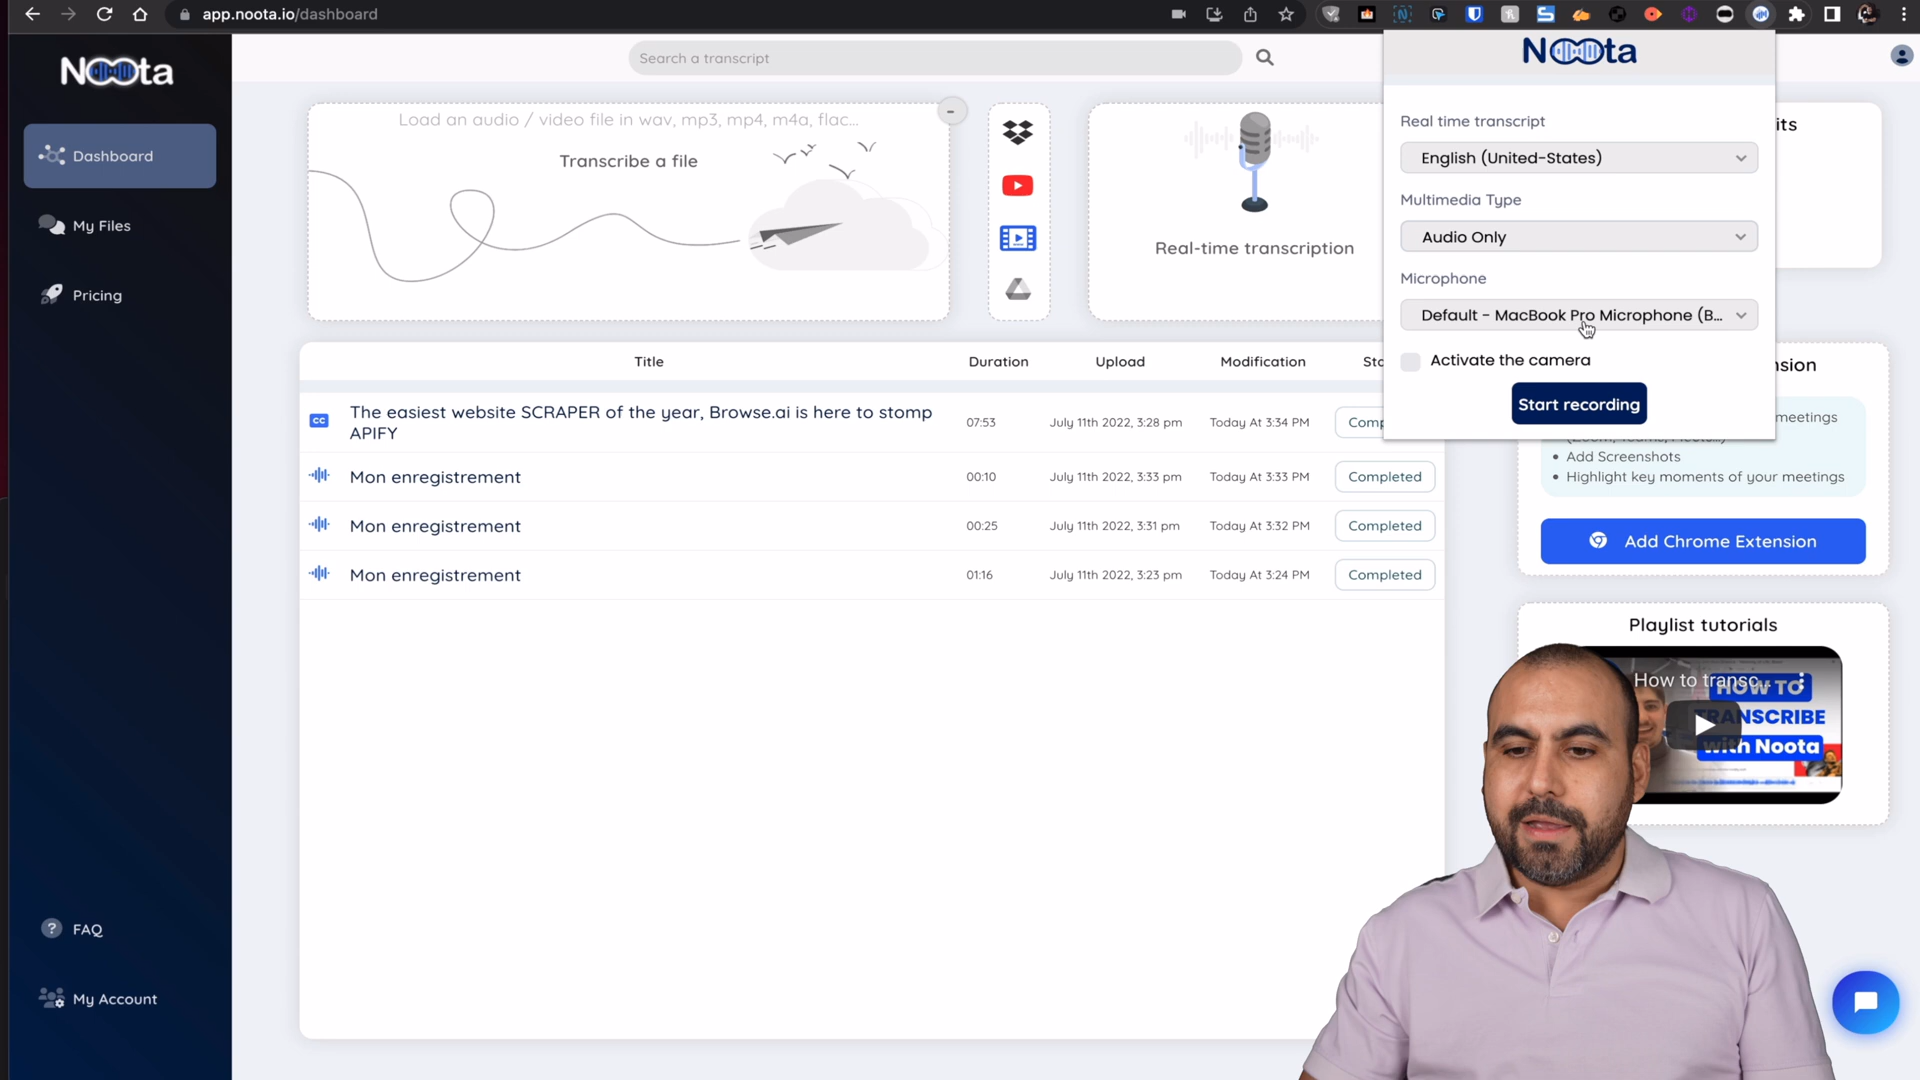 app.noota.io/dashboard
Noota
Search a transcript
Noota
Dashboard
My Files
Pricing
FAQ
My Account
Load an audio / video file in wav, mp3, mp4, m4a, flac...
Transcribe a file
Real-time transcription
its
Real time transcript
English (United-States)
Multimedia Type
Audio Only
Microphone
Default - MacBook Pro Microphone (B...
Activate the camera
Start recording
Title Duration Upload Modification
The easiest website SCRAPER of the year, Browse.ai is here to stomp
APIFY
07:53 July 11th 2022, 3:28 pm Today At 3:34 PM Comp
CC
Mon enregistrement 00:10 July 11th 2022, 3:33 pm Today At 3:33 PM Completed
Mon enregistrement 00:25 July 11th 2022, 3:31 pm Today At 3:32 PM Completed
Mon enregistrement 01:16 July 11th 2022, 3:23 pm Today At 3:24 PM Completed
nsion
meetings
• Add Screenshots
• Highlight key moments of your meetings
Add Chrome Extension
Playlist tutorials
How to transc...
HOW TO
TRANSCRIBE
with Noota